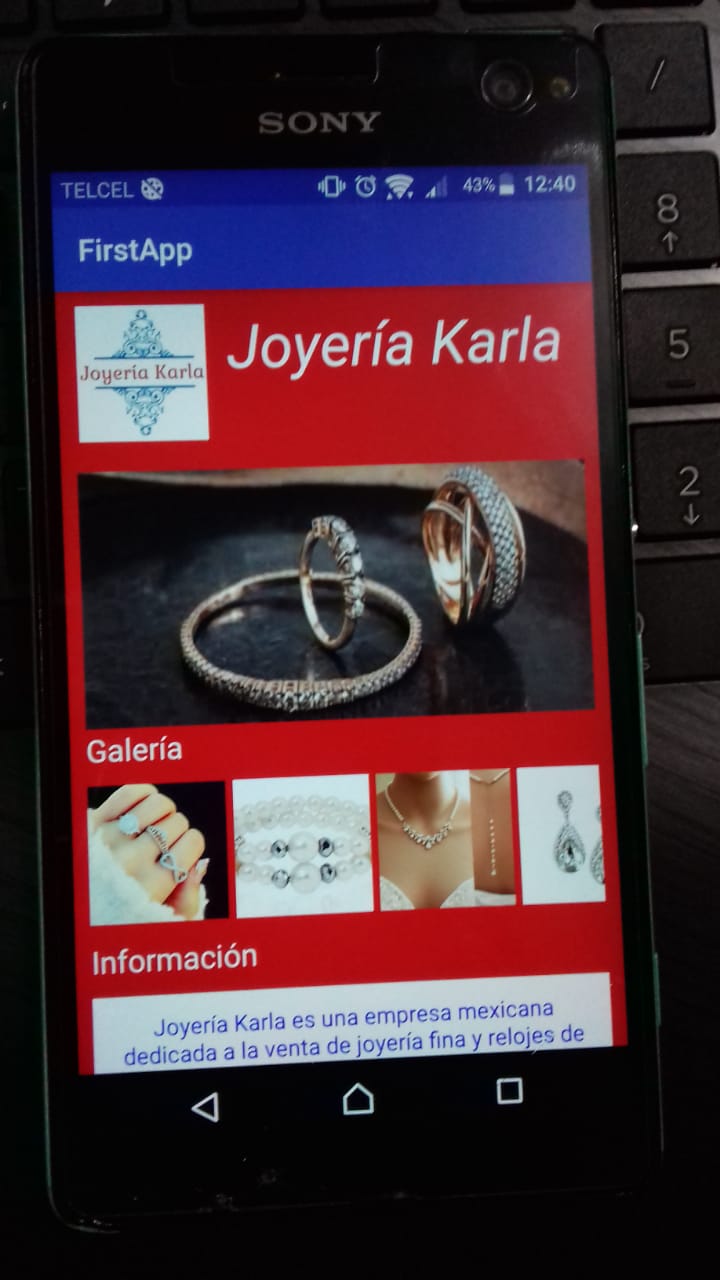 SONY
TELCEL 43% 12:40
FirstApp
Joyería Karla
Joyería Karla
Galería
Información
Joyería Karla es una empresa mexicana
dedicada a la venta de joyería fina y relojes de
/
8
↑
5
2
↓